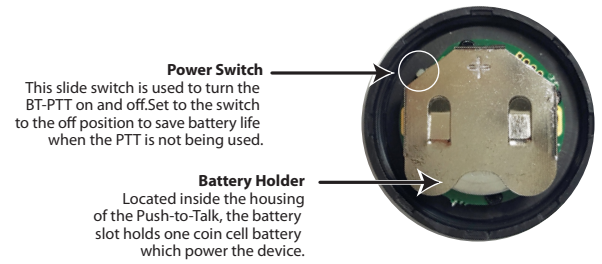 Power Switch
This slide switch is used to turn the
BT-PTT on and off.Set to the switch
to the off position to save battery life
when the PTT is not being used.
Battery Holder
Located inside the housing
of the Push-to-Talk, the battery
slot holds one coin cell battery
which power the device.
+